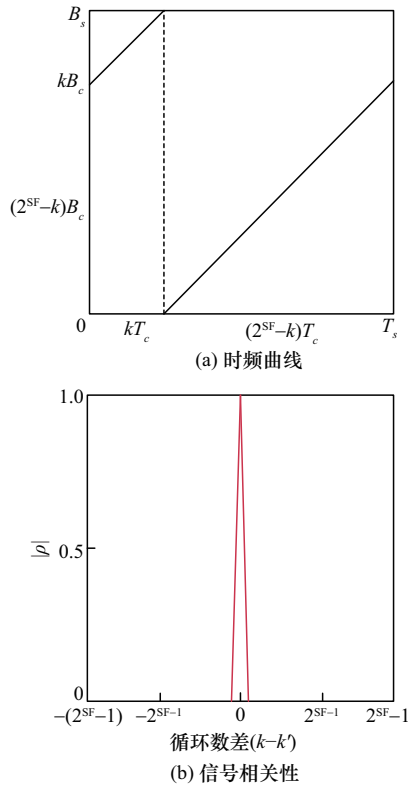 B_s
kB_c
(2^SF–k)B_c
0
kT_c
(2^SF–k)T_c
T_s
(a) 时频曲线
1.0
|ρ|
0.5
0
–(2^SF–1)
–2^SF–1
0
2^SF–1
2^SF–1
循环数差(k–k′)
(b) 信号相关性